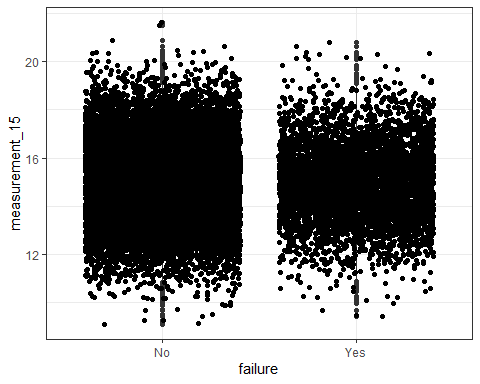 measurement_15
20
16
12
No
Yes
failure